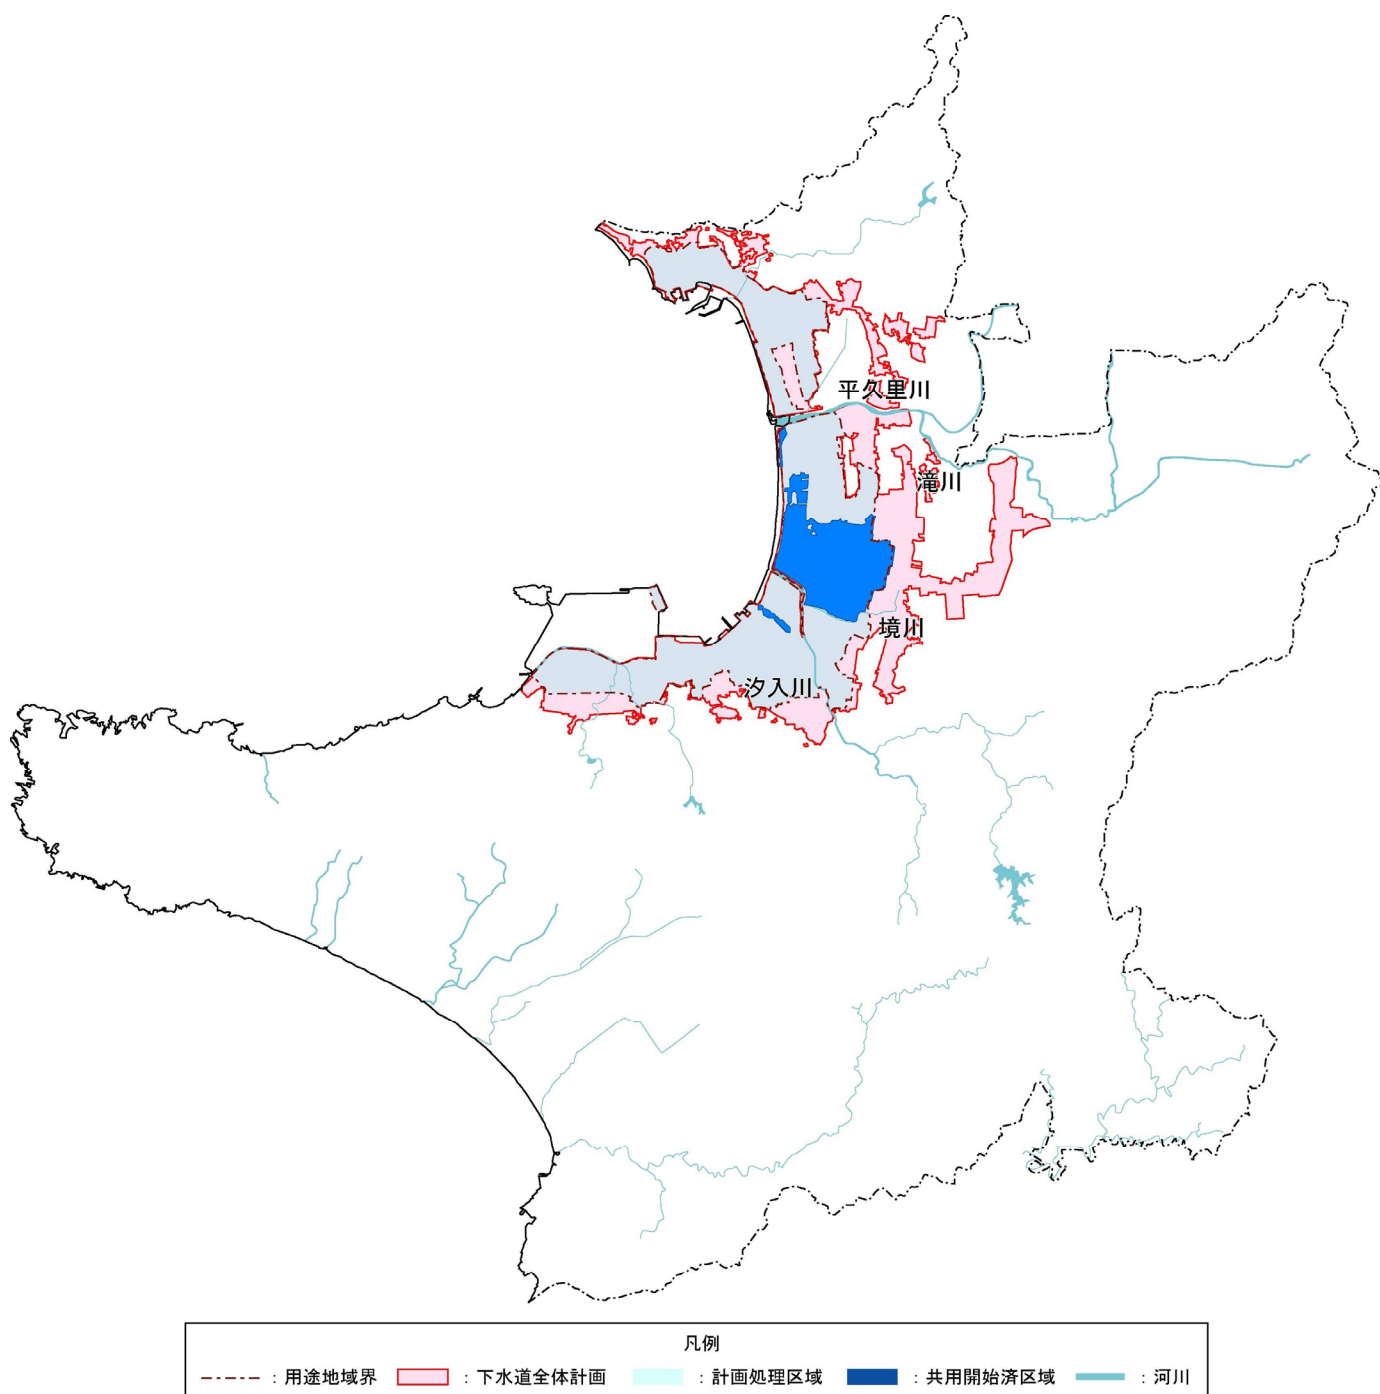 平久里川
滝川
境川
汐入川
凡例
：用途地域界 ：下水道全体計画 ：計画処理区域 ：共用開始済区域 ：河川